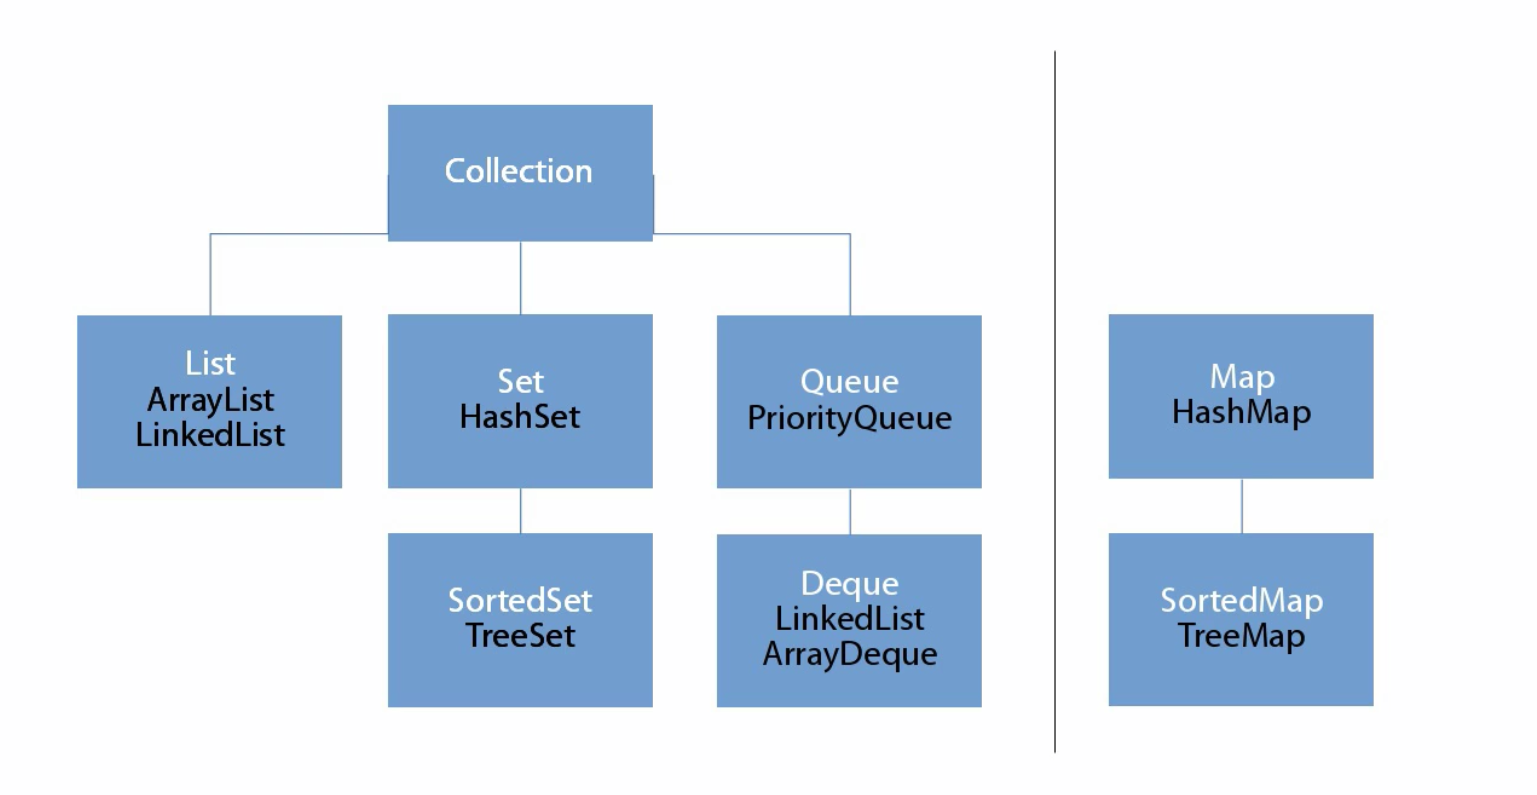 Collection
List
ArrayList
LinkedList
Set
HashSet
Queue
PriorityQueue
Map
HashMap
SortedSet
TreeSet
Deque
LinkedList
ArrayDeque
SortedMap
TreeMap